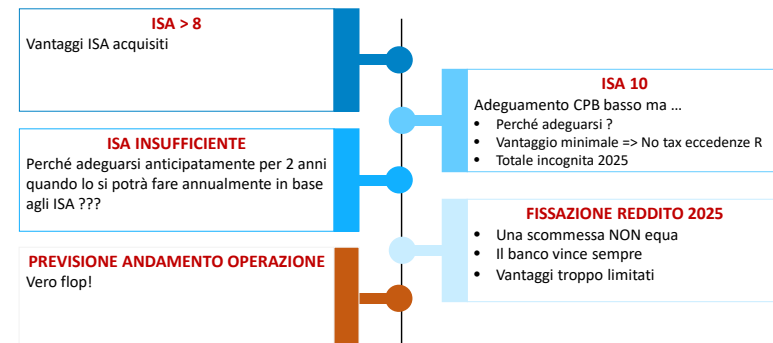 ISA > 8
Vantaggi ISA acquisiti
ISA 10
Adeguamento CPB basso ma ...
• Perché adeguarsi ?
• Vantaggio minimale => No tax eccedenze R
• Totale incognita 2025
ISA INSUFFICIENTE
Perché adeguarsi anticipatamente per 2 anni
quando lo si potrà fare annualmente in base
agli ISA ???
FISSAZIONE REDDITO 2025
• Una scommessa NON equa
• Il banco vince sempre
• Vantaggi troppo limitati
PREVISIONE ANDAMENTO OPERAZIONE
Vero flop!